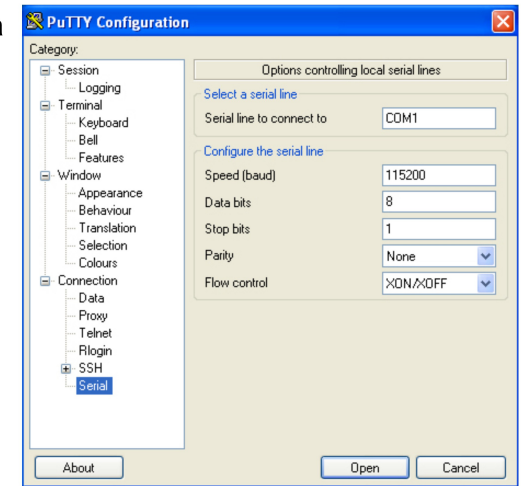 PuTTY Configuration
Category:
Session
Logging
Terminal
Keyboard
Bell
Features
Window
Appearance
Behaviour
Translation
Selection
Colours
Connection
Data
Proxy
Telnet
Rlogin
SSH
Serial
Options controlling local serial lines
Select a serial line
Serial line to connect to COM1
Configure the serial line
Speed (baud) 115200
Data bits 8
Stop bits 1
Parity None
Flow control XON/XOFF
About Open Cancel